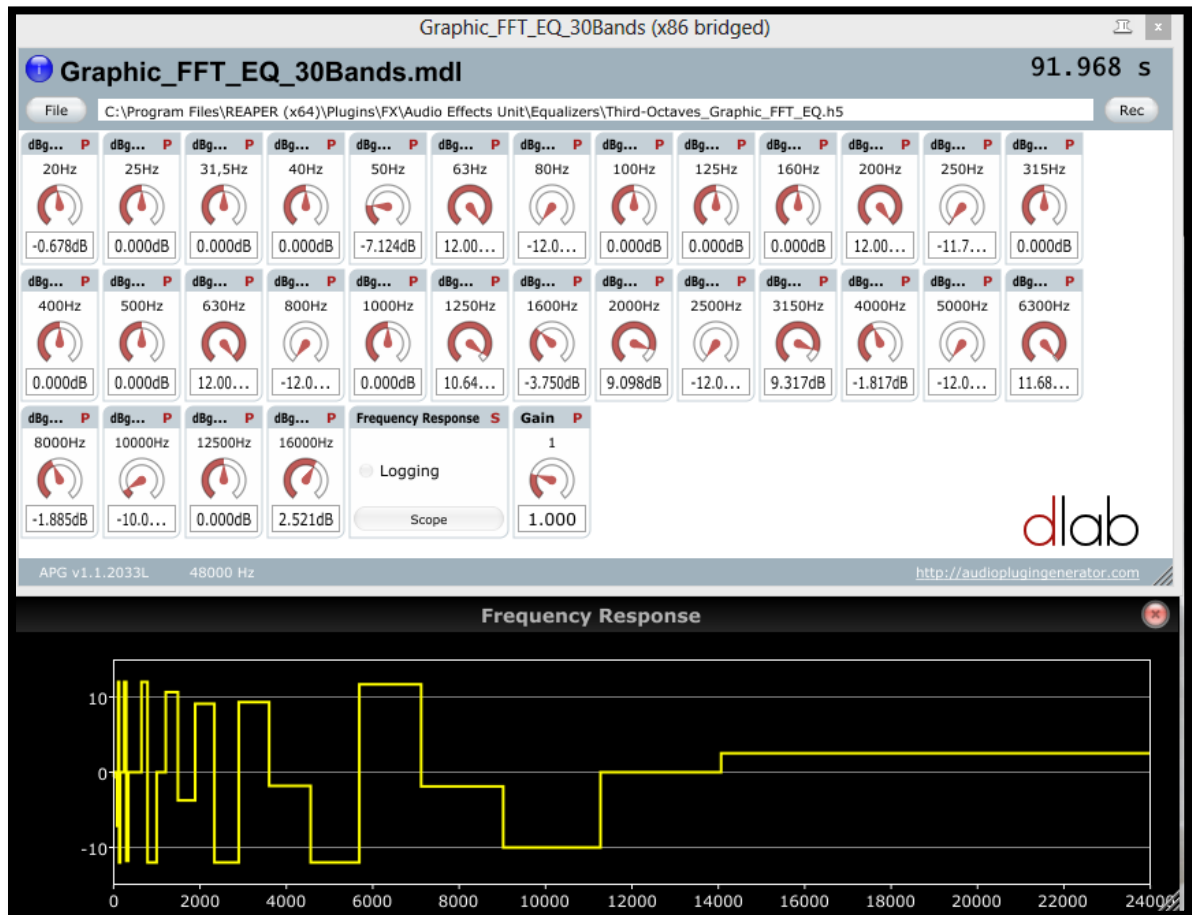 Graphic_FFT_EQ_30Bands (x86 bridged)
x
Graphic_FFT_EQ_30Bands.mdl
91.968 s
File
C:\Program Files\REAPER (x64)\Plugins\FX\Audio Effects Unit\Equalizers\Third-Octaves_Graphic_FFT_EQ.h5
Rec
dBg... P dBg... P dBg... P dBg... P dBg... P dBg... P dBg... P dBg... P dBg... P dBg... P dBg... P dBg... P dBg... P
20Hz 25Hz 31,5Hz 40Hz 50Hz 63Hz 80Hz 100Hz 125Hz 160Hz 200Hz 250Hz 315Hz
-0.678dB 0.000dB 0.000dB 0.000dB -7.124dB 12.00... -12.0... 0.000dB 0.000dB 0.000dB 12.00... -11.7... 0.000dB
dBg... P dBg... P dBg... P dBg... P dBg... P dBg... P dBg... P dBg... P dBg... P dBg... P dBg... P dBg... P dBg... P
400Hz 500Hz 630Hz 800Hz 1000Hz 1250Hz 1600Hz 2000Hz 2500Hz 3150Hz 4000Hz 5000Hz 6300Hz
0.000dB 0.000dB 12.00... -12.0... 0.000dB 10.64... -3.750dB 9.098dB -12.0... 9.317dB -1.817dB -12.0... 11.68...
dBg... P dBg... P dBg... P dBg... P Frequency Response S Gain P
8000Hz 10000Hz 12500Hz 16000Hz 1
Logging
-1.885dB -10.0... 0.000dB 2.521dB Scope 1.000
dlab
APG v1.1.2033L 48000 Hz http://audioplugingenerator.com
Frequency Response
10
0
-10
0 2000 4000 6000 8000 10000 12000 14000 16000 18000 20000 22000 24000